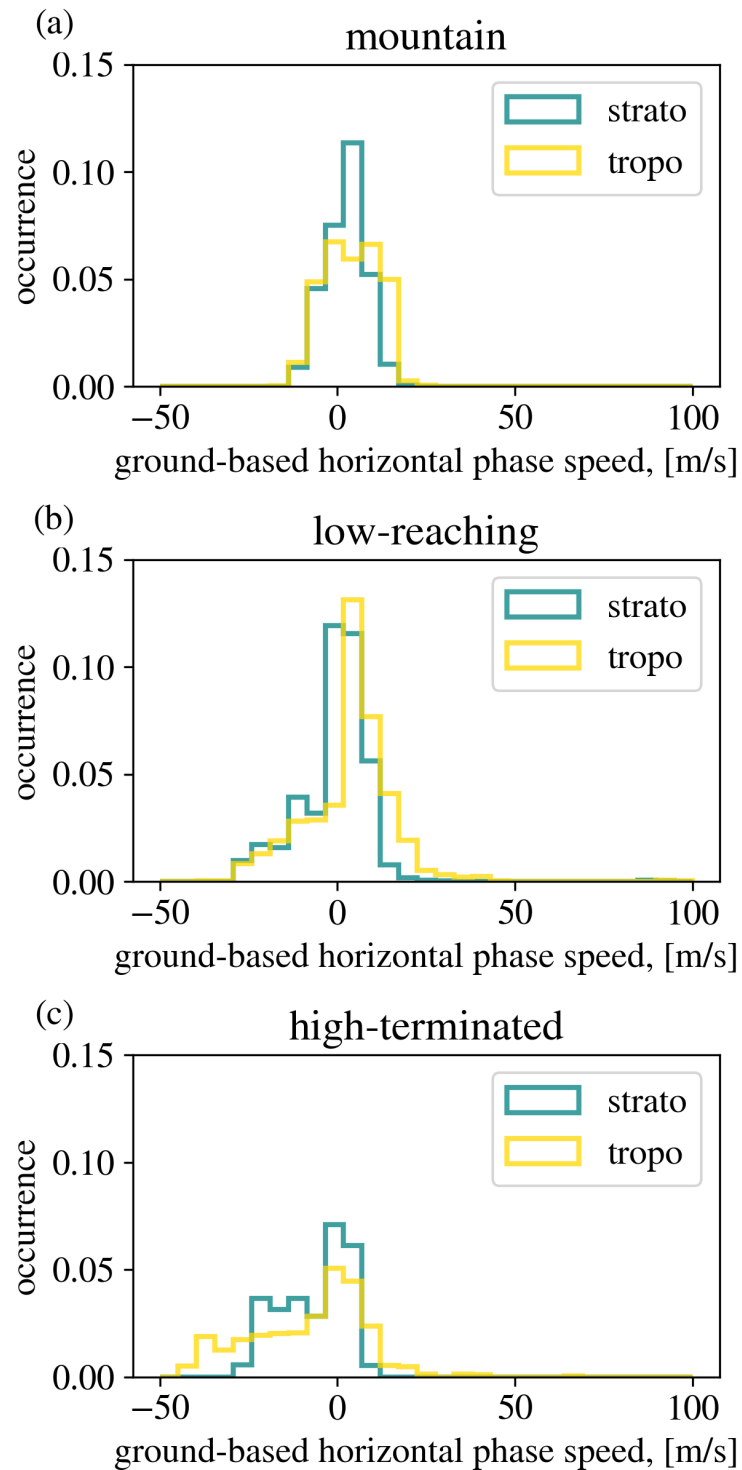 (a)
mountain
0.15
0.10
0.05
0.00
occurrence
strato
tropo
−50 0 50 100
ground-based horizontal phase speed, [m/s]
(b)
low-reaching
0.15
0.10
0.05
0.00
occurrence
strato
tropo
−50 0 50 100
ground-based horizontal phase speed, [m/s]
(c)
high-terminated
0.15
0.10
0.05
0.00
occurrence
strato
tropo
−50 0 50 100
ground-based horizontal phase speed, [m/s]